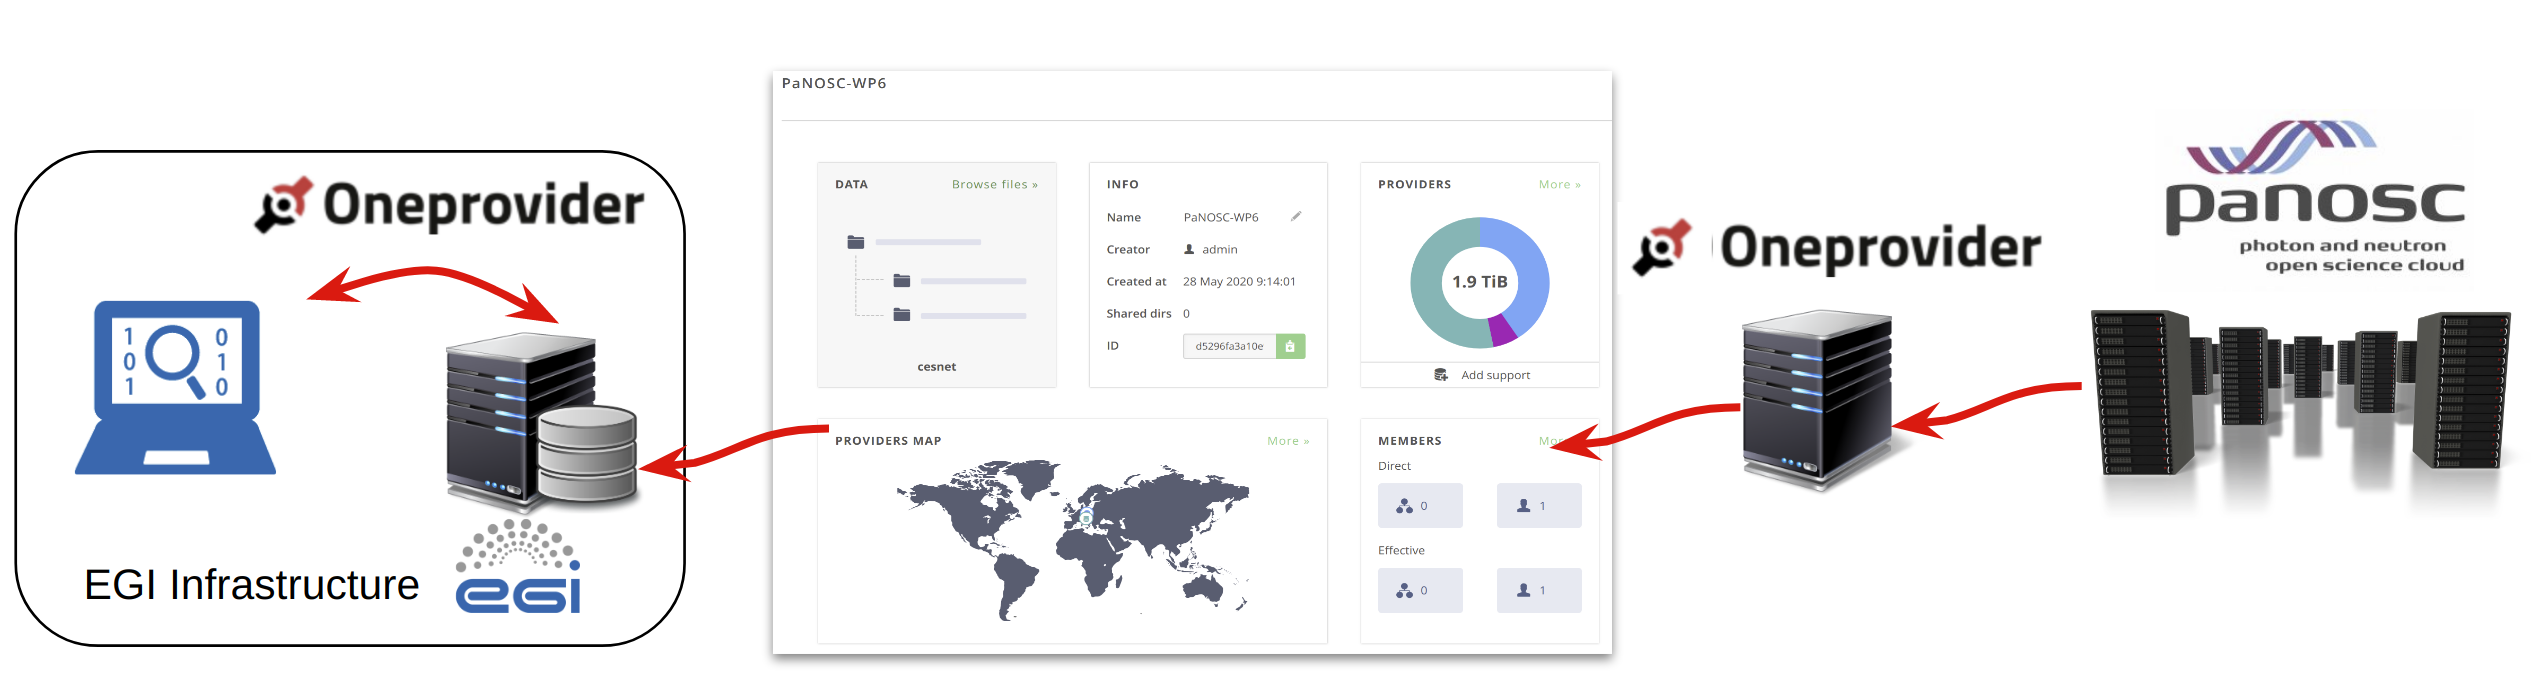 Oneprovider
1 0
0 1
1 0
EGI Infrastructure
egi
PaNOSC-WP6
DATA
Browse files »
cesnet
INFO
Name PaNOSC-WP6
Creator admin
Created at 28 May 2020 9:14:01
Shared dirs 0
ID d5296fa3a10e
PROVIDERS
More »
1.9 TiB
Add support
PROVIDERS MAP
More »
MEMBERS
Direct
0 1
Effective
0 1
Oneprovider
panosc
photon and neutron
open science cloud